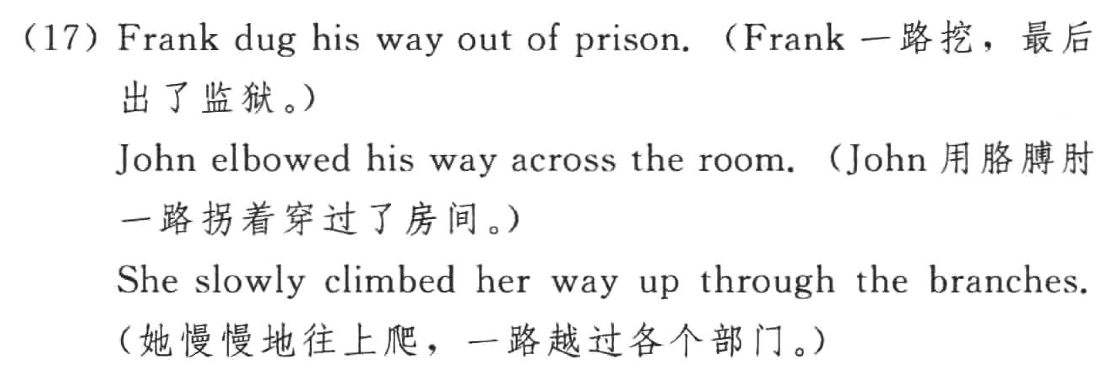 （17）Frank dug his way out of prison.（Frank 一路挖，最后
出了监狱。）
John elbowed his way across the room.（John 用胳膊肘
一路拐着穿过了房间。）
She slowly climbed her way up through the branches.
（她慢慢地往上爬，一路越过各个部门。）